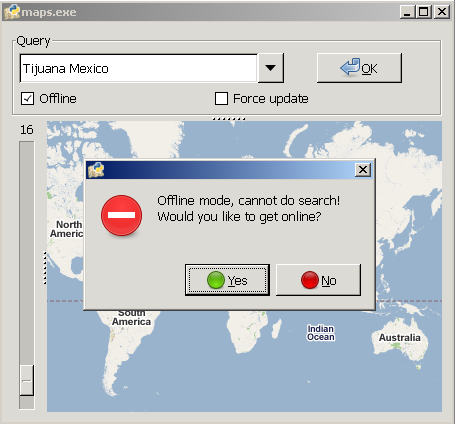 maps.exe
Query
Tijuana Mexico
OK
Offline
Force update
16
Offline mode, cannot do search!
Would you like to get online?
Yes
No
North
Americ
South
America
Indian
Ocean
Australia